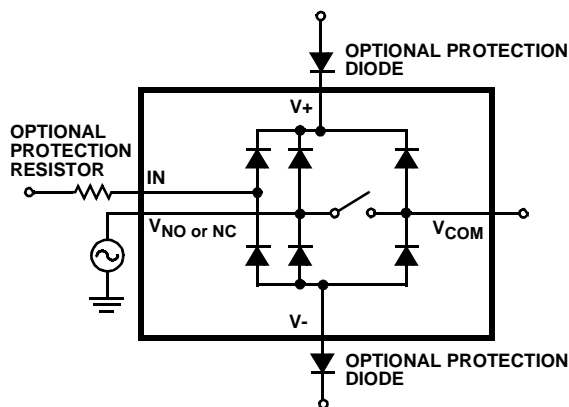 OPTIONAL PROTECTION
DIODE
V+
OPTIONAL
PROTECTION
RESISTOR
IN
VNO or NC
VCOM
V-
OPTIONAL PROTECTION
DIODE